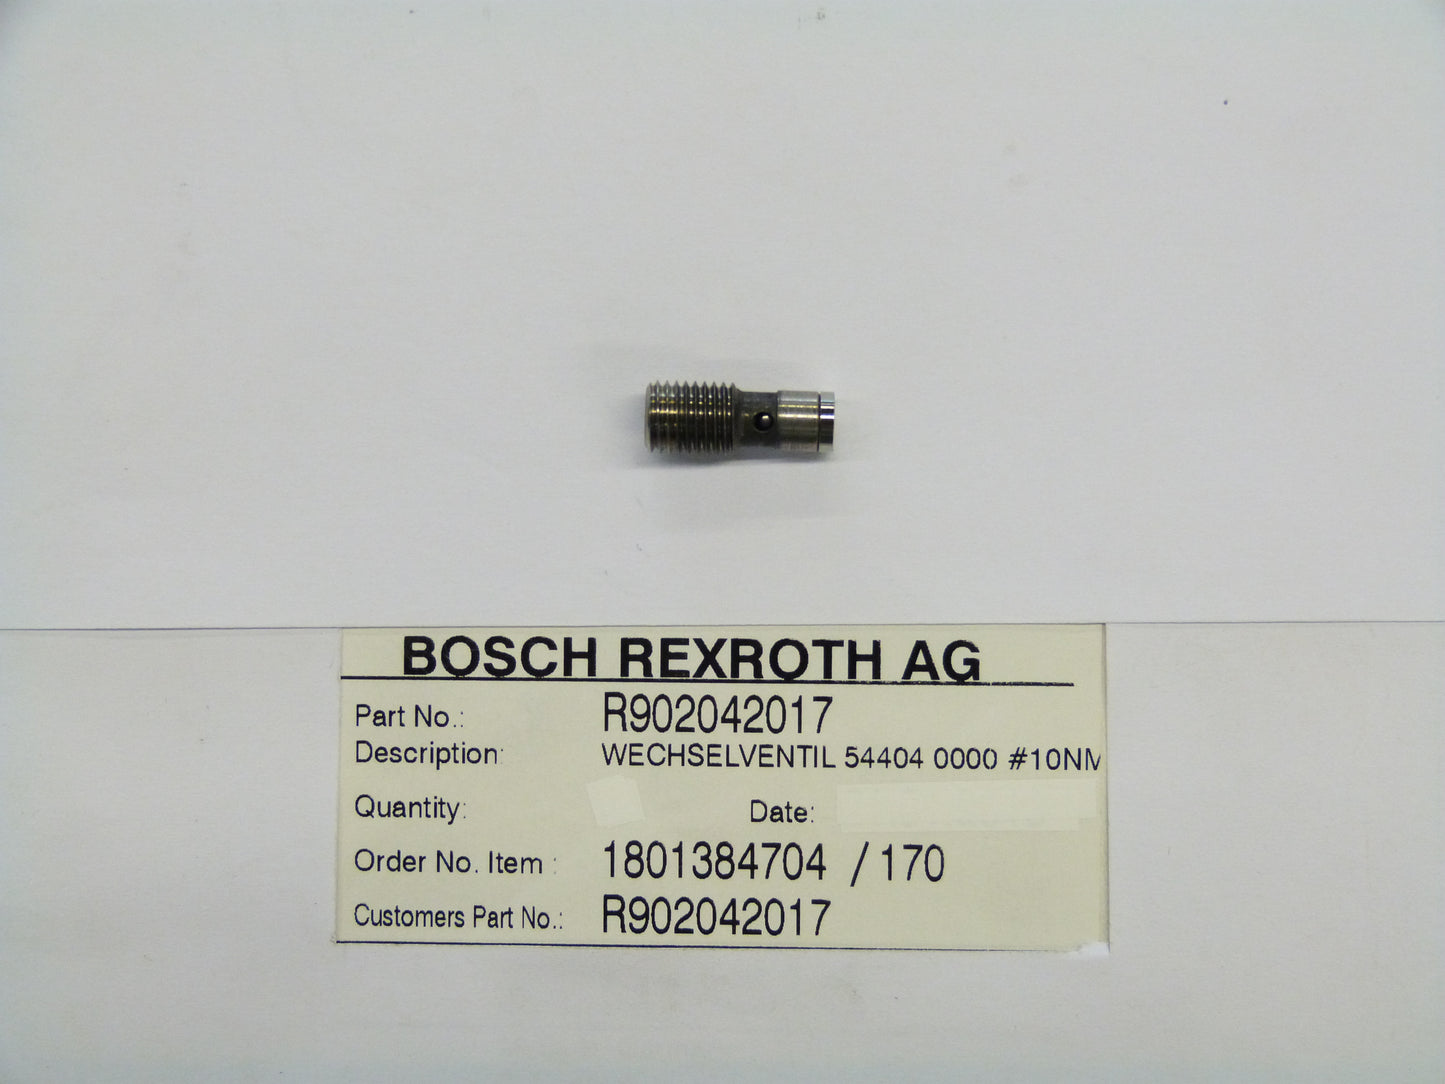 BOSCH REXROTH AG
Part No.: R902042017
Description: WECHSELVENTIL 54404 0000 #10NM
Quantity: Date:
Order No. Item : 1801384704 / 170
Customers Part No.: R902042017